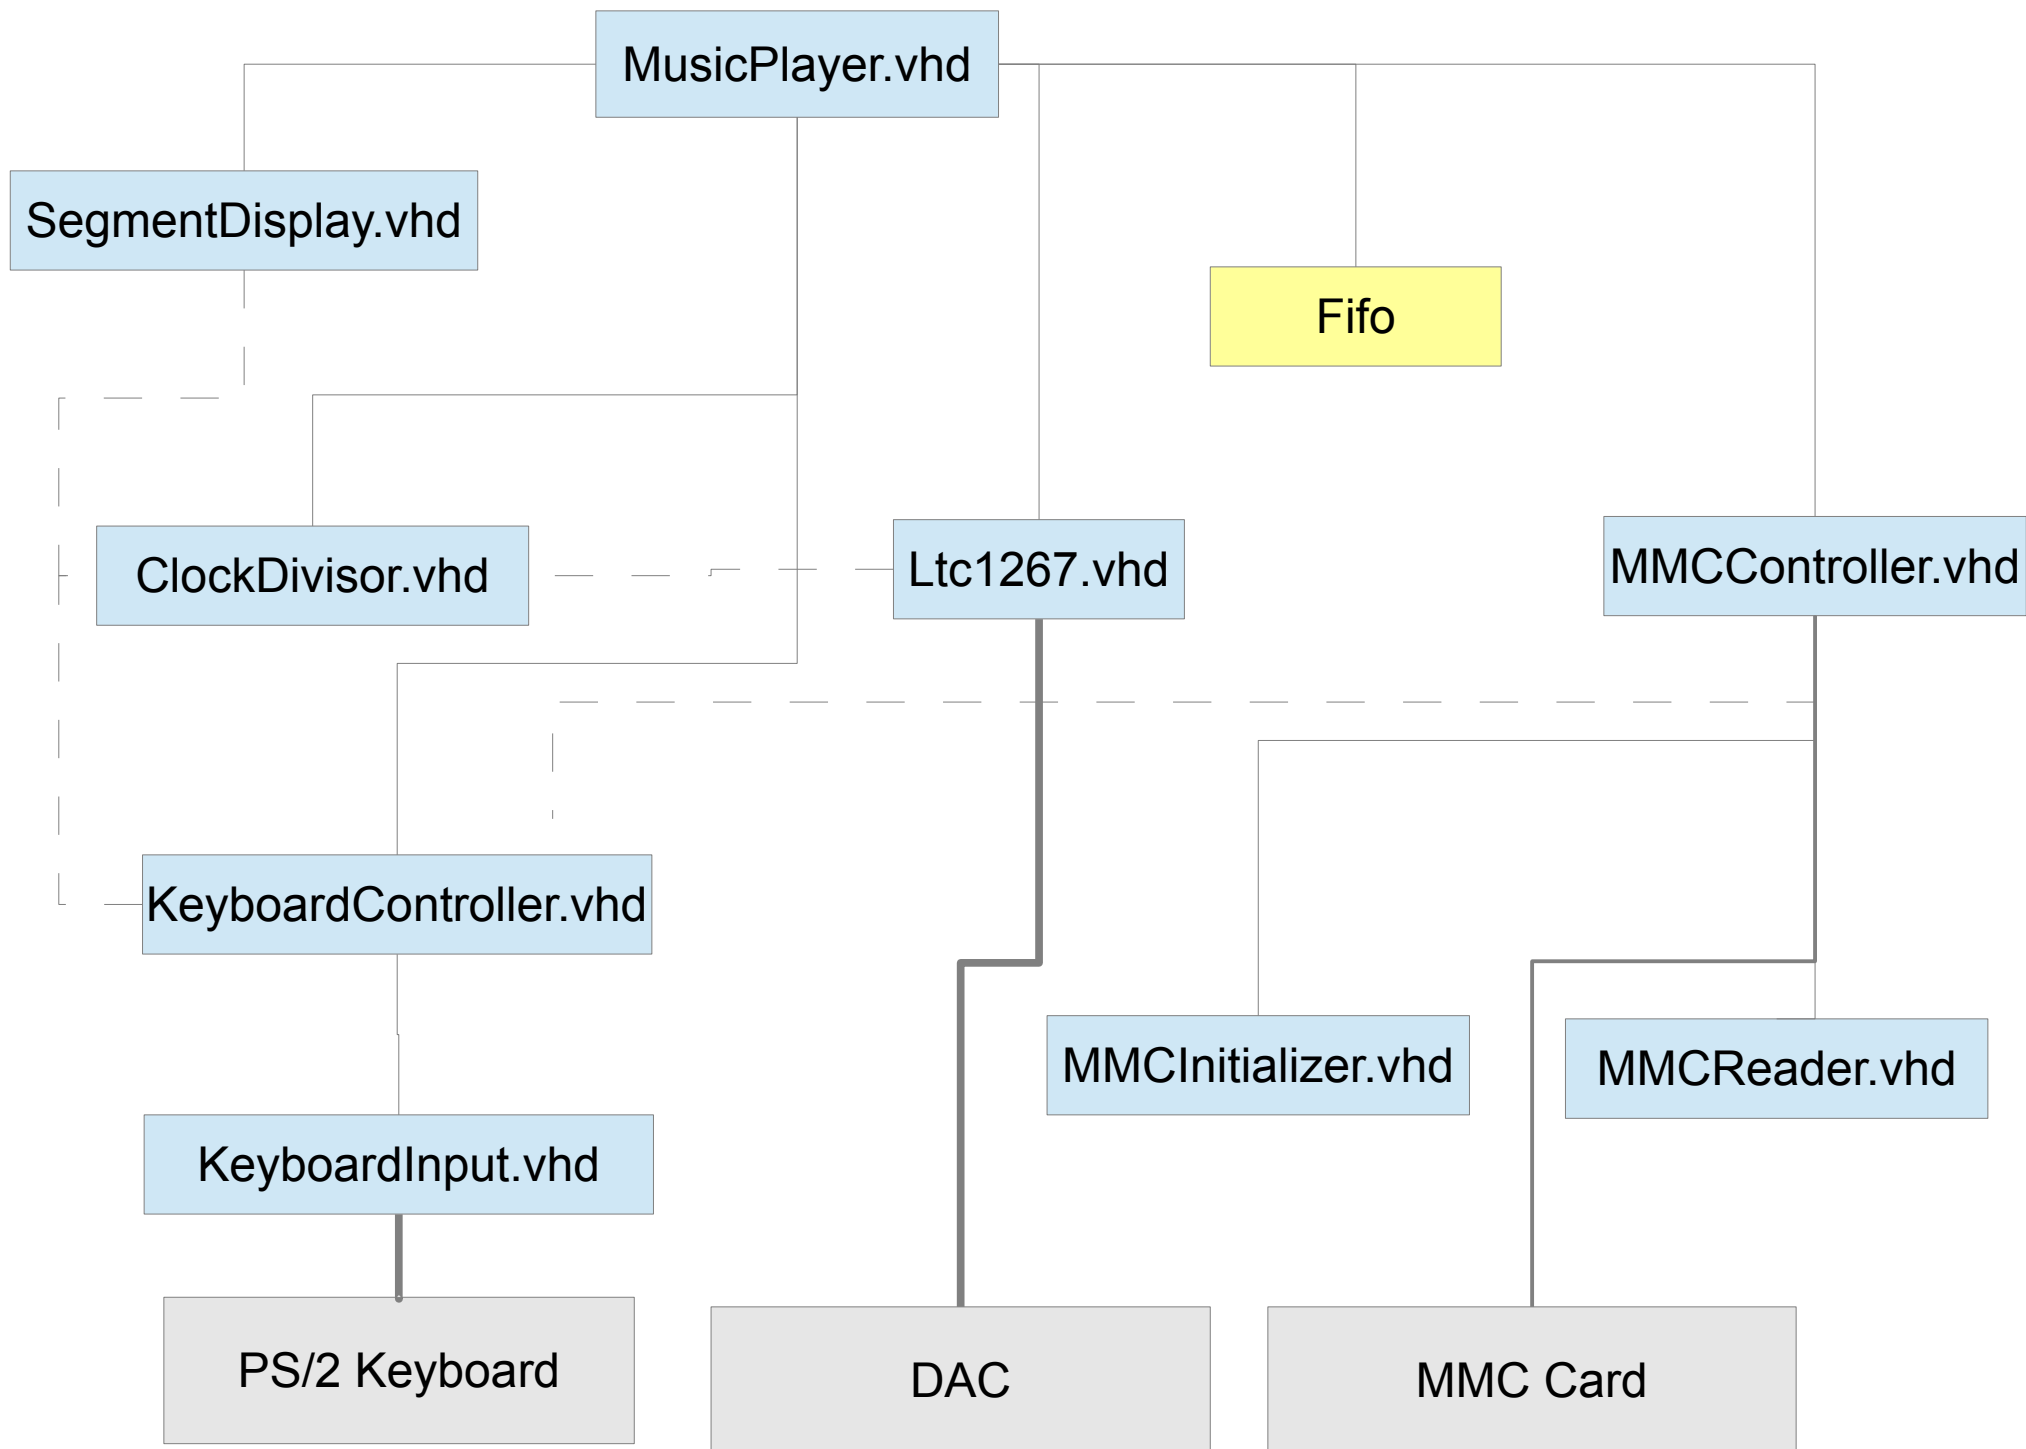 MusicPlayer.vhd
SegmentDisplay.vhd
Fifo
ClockDivisor.vhd
Ltc1267.vhd
MMCController.vhd
KeyboardController.vhd
MMCInitializer.vhd
MMCReader.vhd
KeyboardInput.vhd
PS/2 Keyboard
DAC
MMC Card